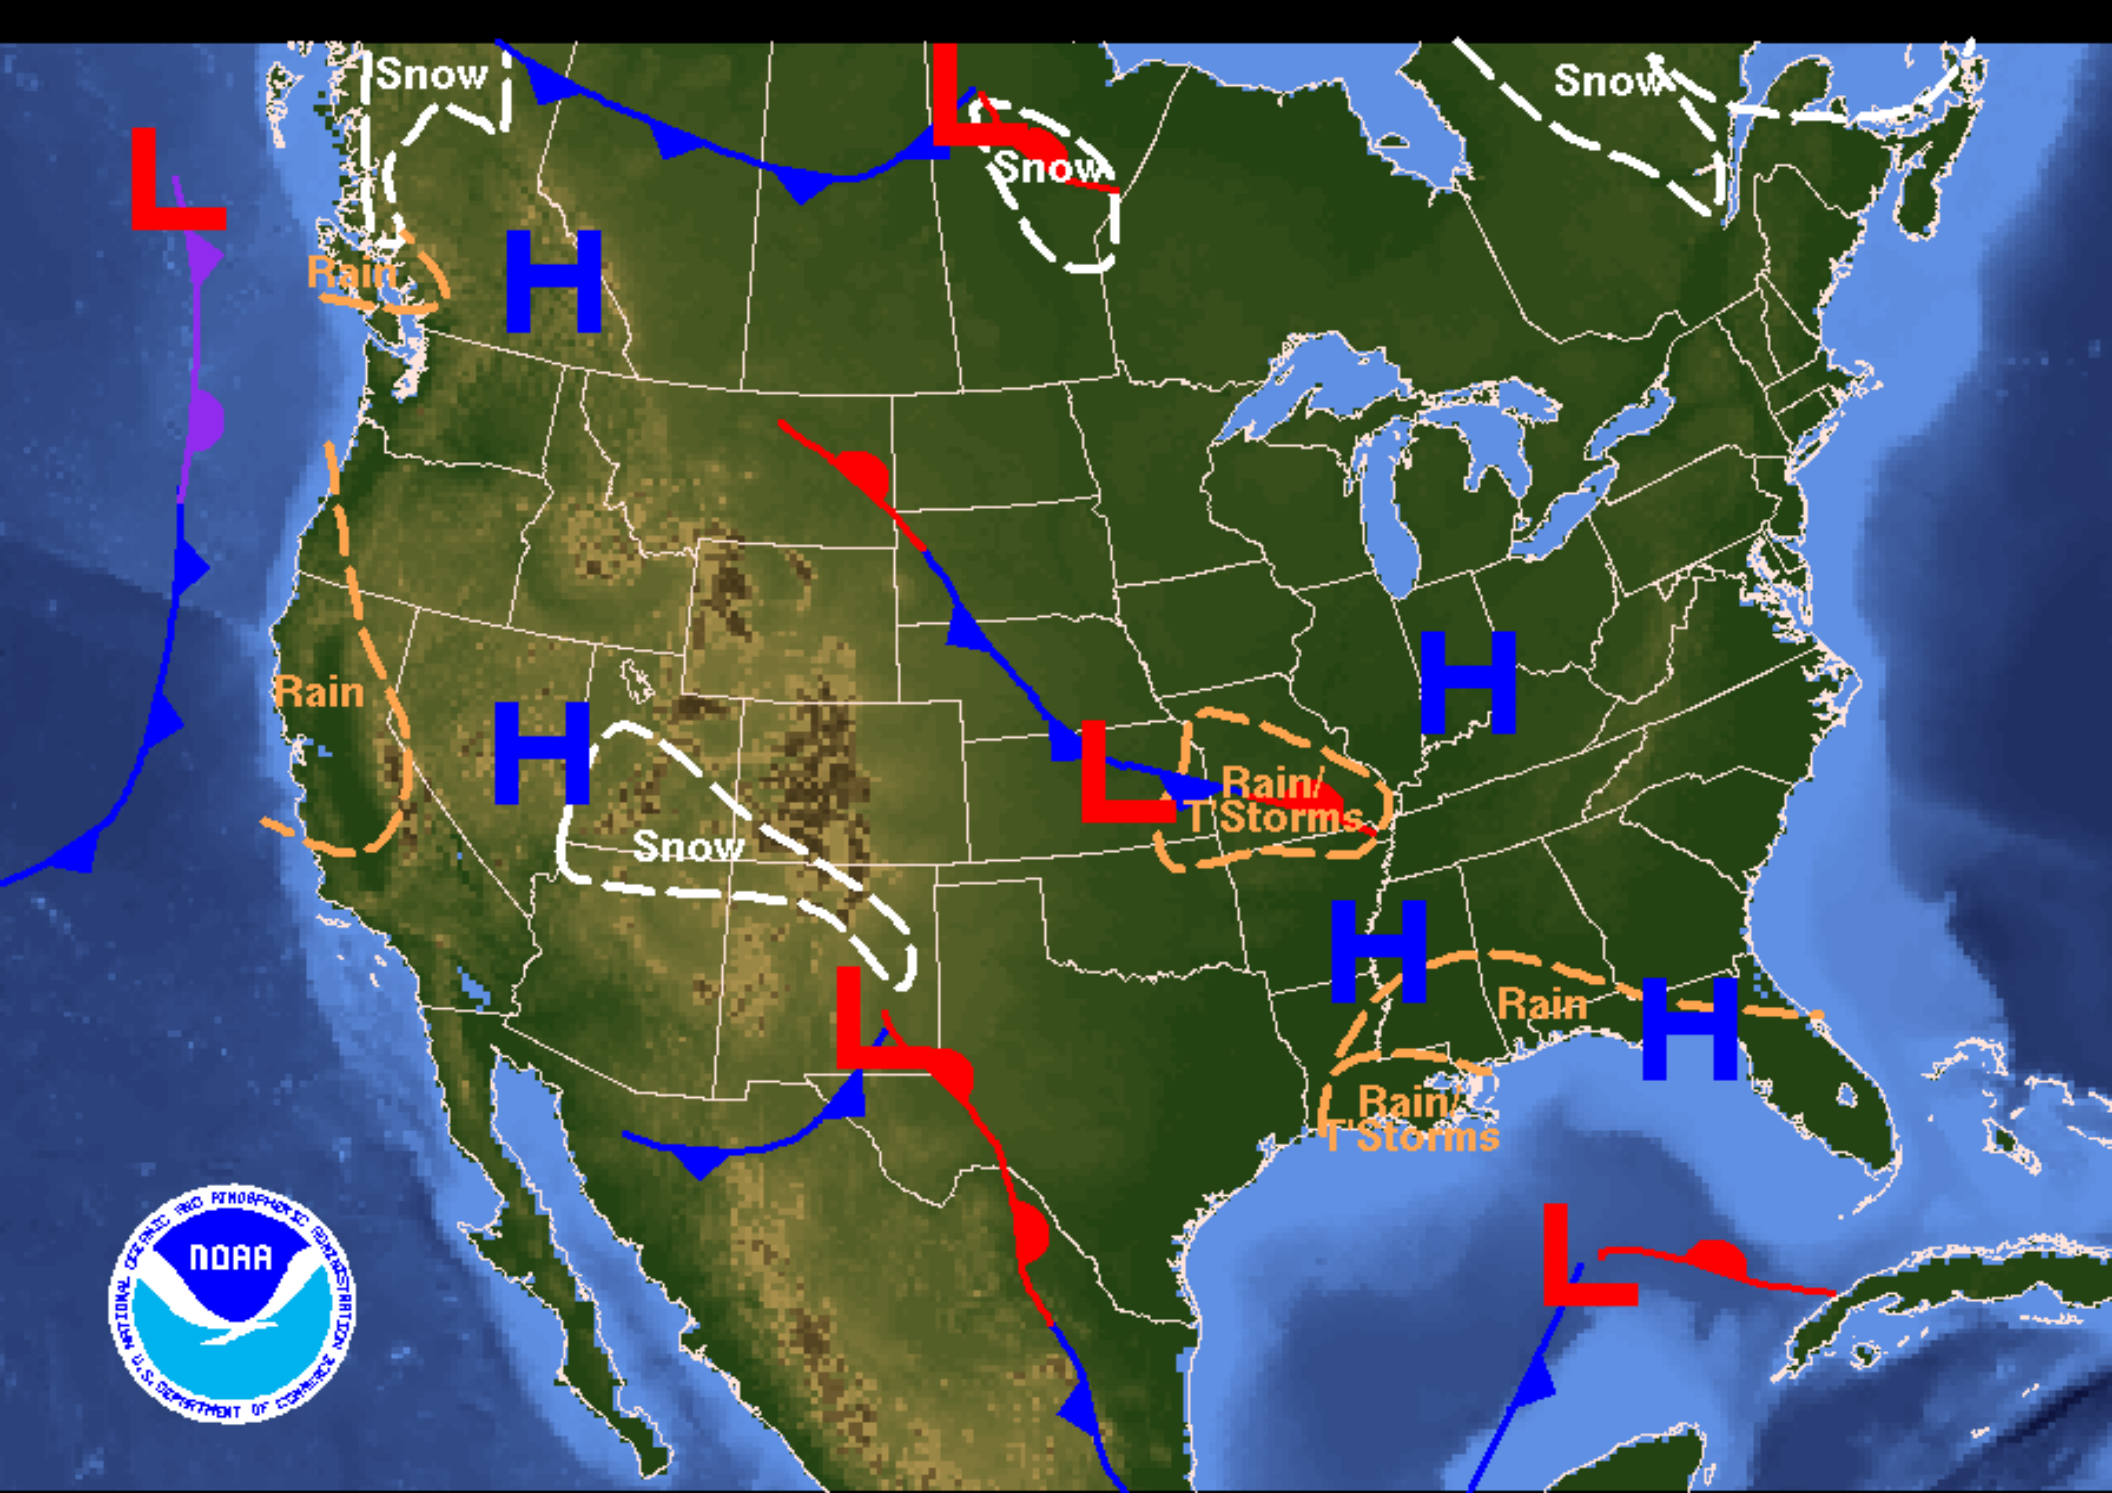 Snow
L
L
Snow
Snow
Rain
H
Rain
H
H
L
Rain/
T'Storms
Snow
H
L
Rain
H
Rain/
T'Storms
L
NATIONAL OCEANIC AND ATMOSPHERIC ADMINISTRATION
NOAA
U.S. DEPARTMENT OF COMMERCE